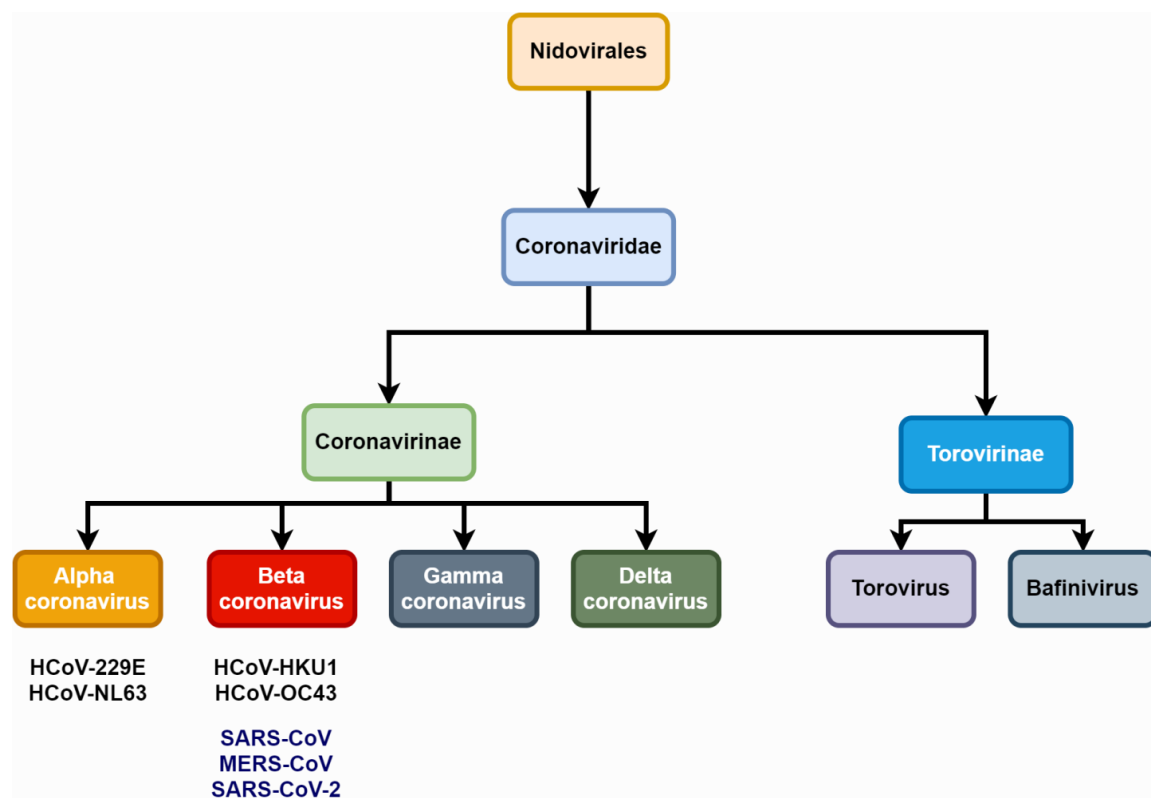 Nidovirales
Coronaviridae
Coronavirinae
Torovirinae
Alpha
coronavirus
Beta
coronavirus
Gamma
coronavirus
Delta
coronavirus
Torovirus
Bafinivirus
HCoV-229E
HCoV-NL63
HCoV-HKU1
HCoV-OC43
SARS-CoV
MERS-CoV
SARS-CoV-2